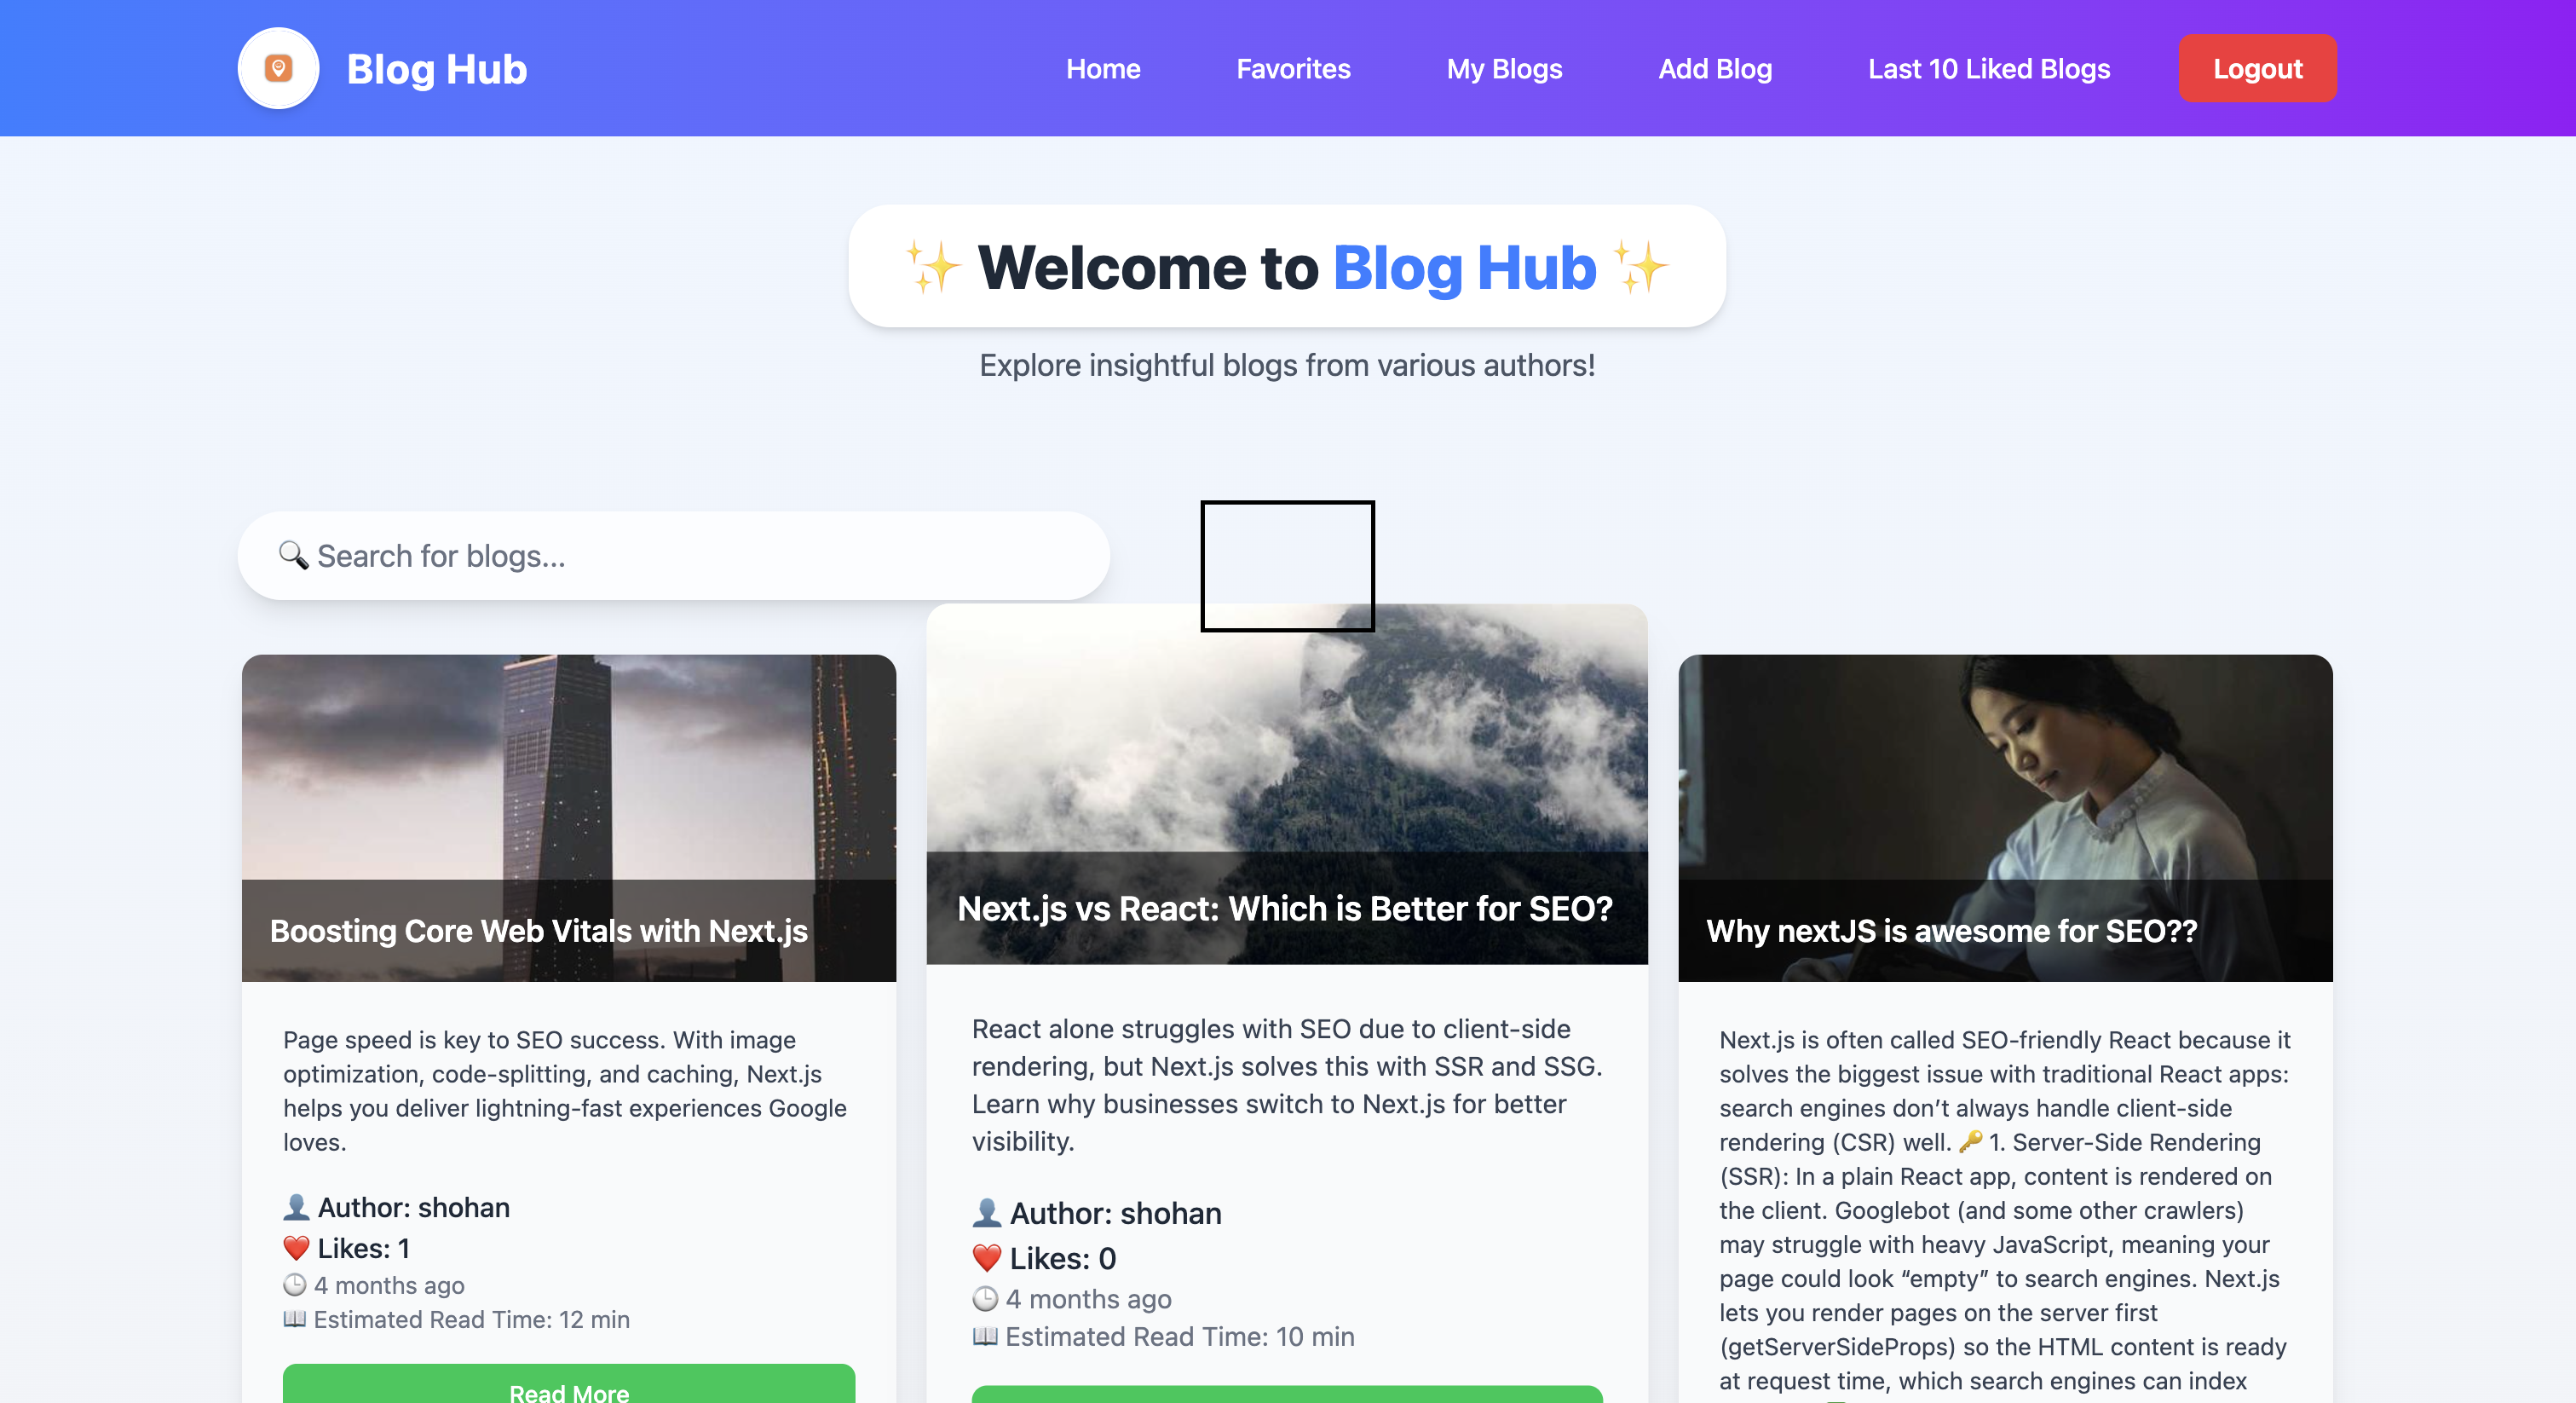 Blog Hub
Home
Favorites
My Blogs
Add Blog
Last 10 Liked Blogs
Logout
✨ Welcome to Blog Hub ✨
Explore insightful blogs from various authors!
🔍 Search for blogs...
Boosting Core Web Vitals with Next.js
Page speed is key to SEO success. With image
optimization, code-splitting, and caching, Next.js
helps you deliver lightning-fast experiences Google
loves.
👤 Author: shohan
❤️ Likes: 1
🕒 4 months ago
📖 Estimated Read Time: 12 min
Read More
Next.js vs React: Which is Better for SEO?
React alone struggles with SEO due to client-side
rendering, but Next.js solves this with SSR and SSG.
Learn why businesses switch to Next.js for better
visibility.
👤 Author: shohan
❤️ Likes: 0
🕒 4 months ago
📖 Estimated Read Time: 10 min
Why nextJS is awesome for SEO??
Next.js is often called SEO-friendly React because it
solves the biggest issue with traditional React apps:
search engines don’t always handle client-side
rendering (CSR) well. 🔑 1. Server-Side Rendering
(SSR): In a plain React app, content is rendered on
the client. Googlebot (and some other crawlers)
may struggle with heavy JavaScript, meaning your
page could look “empty” to search engines. Next.js
lets you render pages on the server first
(getServerSideProps) so the HTML content is ready
at request time, which search engines can index